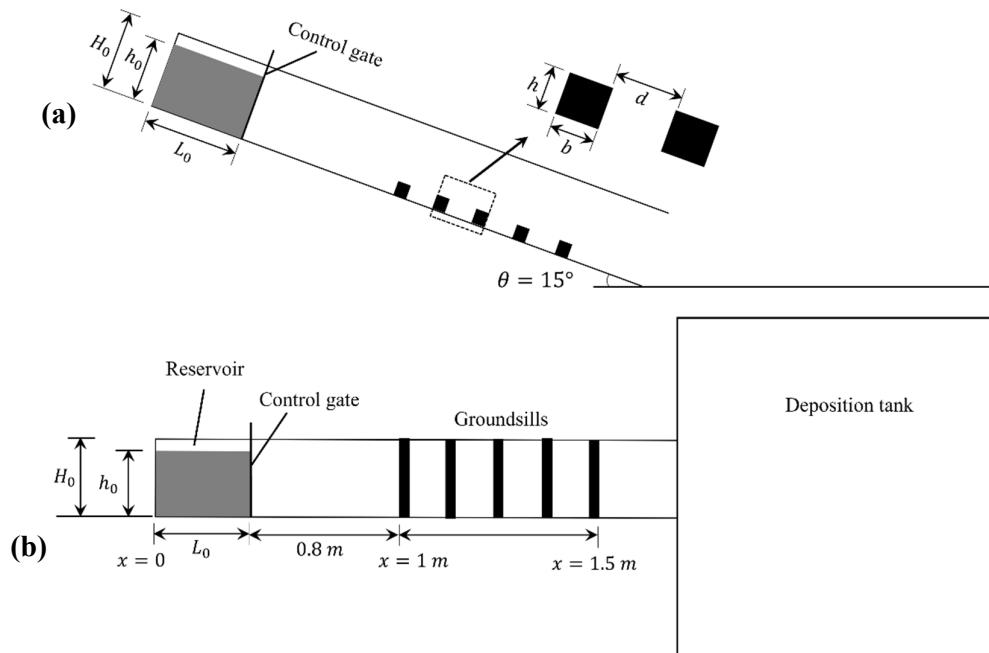 (a)
H₀
h₀
L₀
Control gate
h
b
d
θ = 15°
(b)
Reservoir
Control gate
Groundsills
Deposition tank
H₀
h₀
L₀
0.8 m
x = 0
x = 1 m
x = 1.5 m